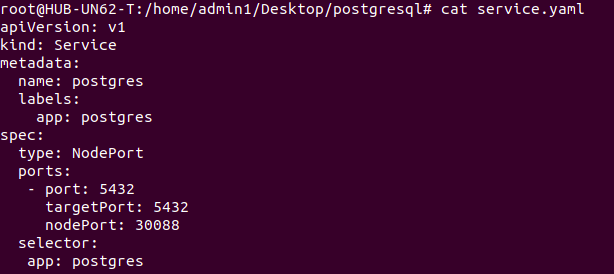 root@HUB-UN62-T:/home/admin1/Desktop/postgresql# cat service.yaml
apiVersion: v1
kind: Service
metadata:
  name: postgres
  labels:
    app: postgres
spec:
  type: NodePort
  ports:
   - port: 5432
     targetPort: 5432
     nodePort: 30088
  selector:
   app: postgres